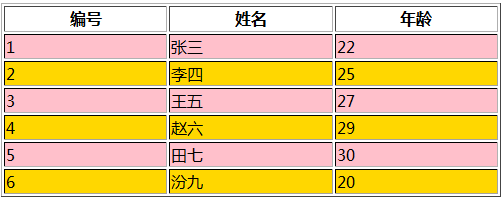 编号 姓名 年龄
1 张三 22
2 李四 25
3 王五 27
4 赵六 29
5 田七 30
6 汾九 20